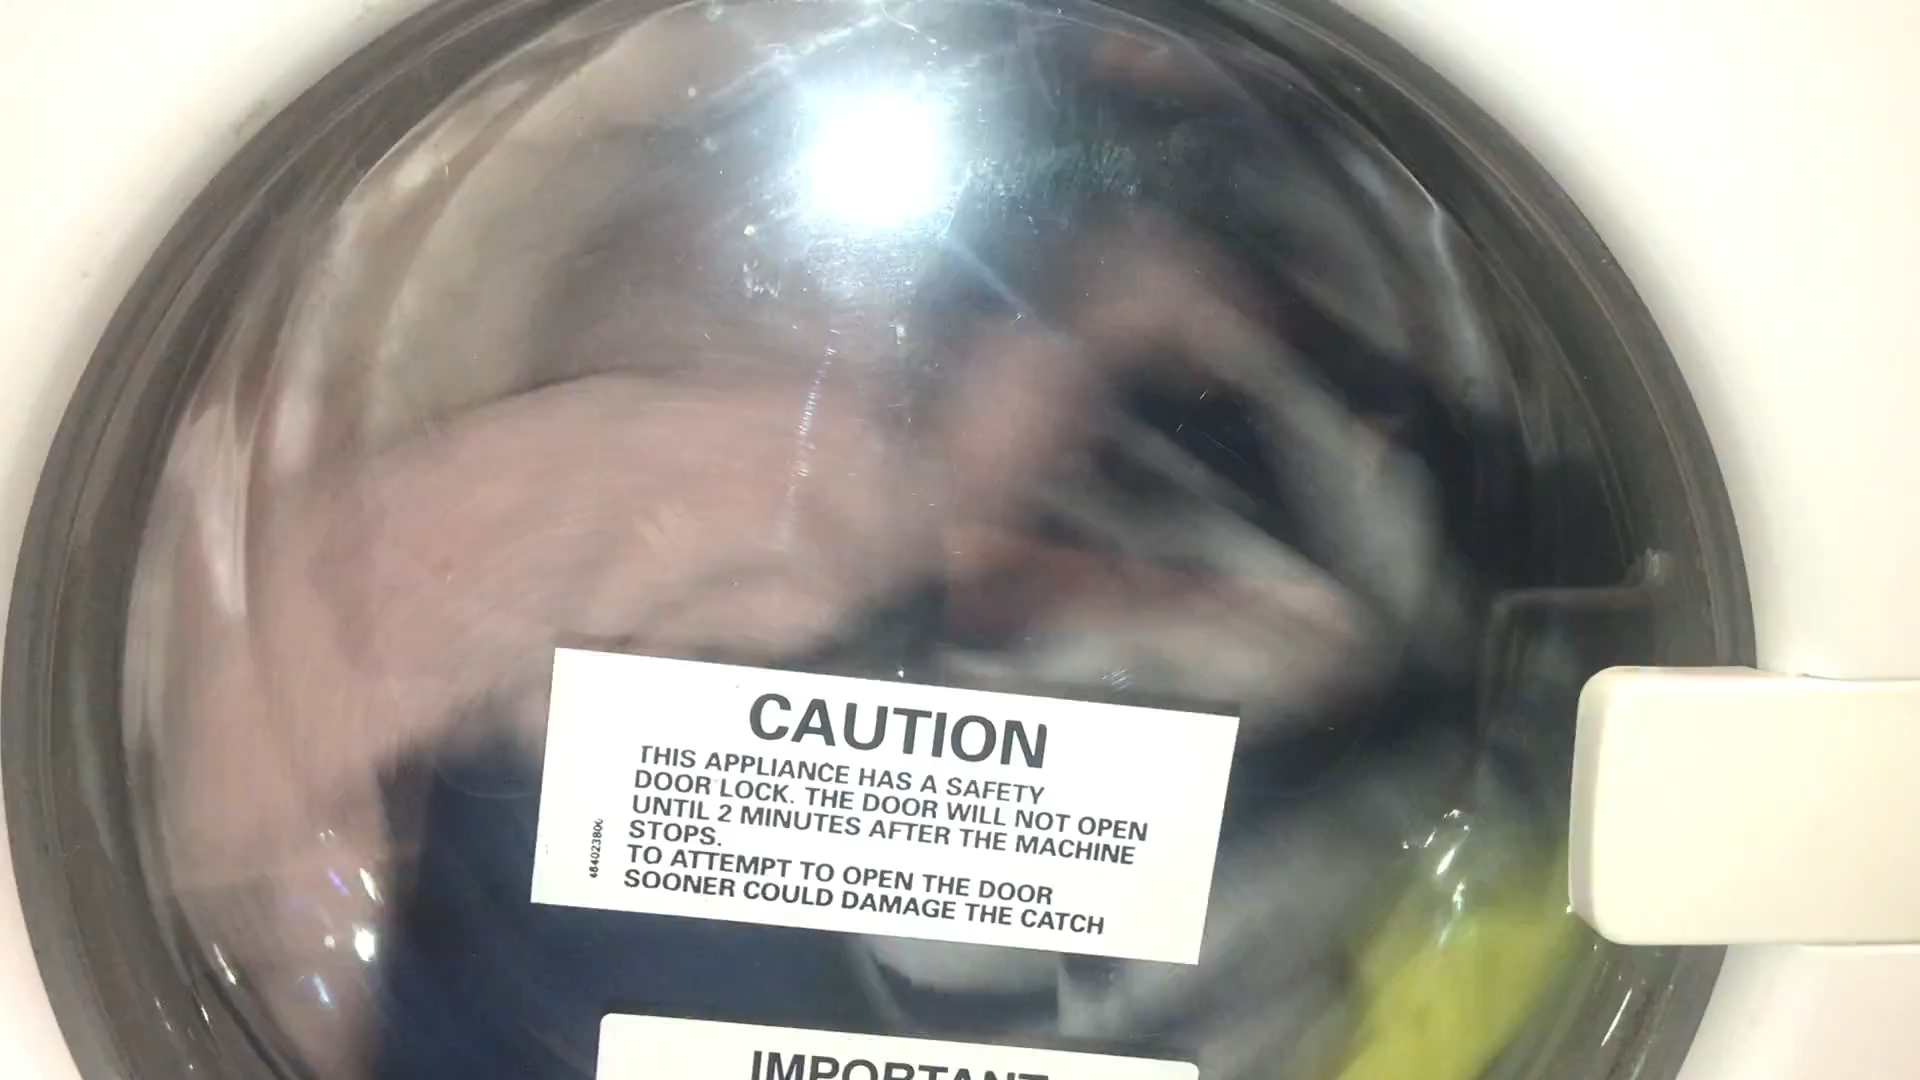 CAUTION
THIS APPLIANCE HAS A SAFETY
DOOR LOCK. THE DOOR WILL NOT OPEN
UNTIL 2 MINUTES AFTER THE MACHINE
STOPS.
TO ATTEMPT TO OPEN THE DOOR
SOONER COULD DAMAGE THE CATCH
IMPORTANT